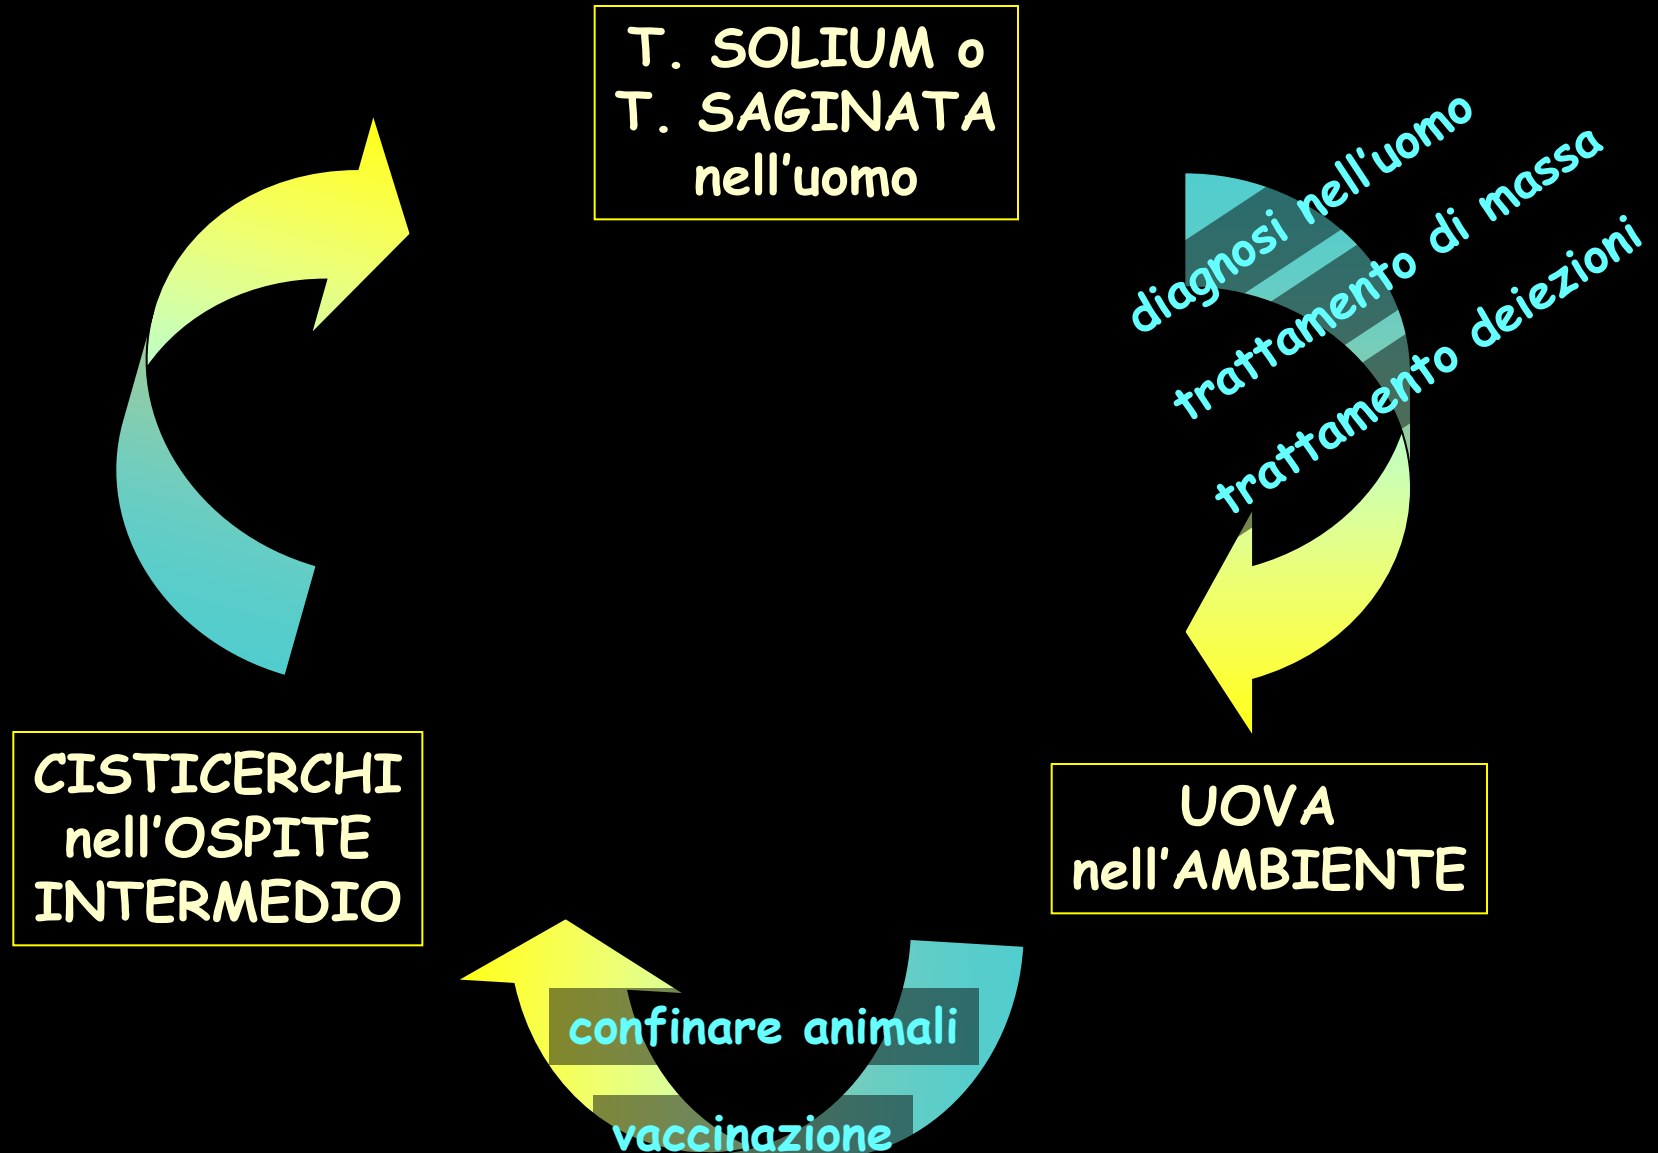 T. SOLIUM o
T. SAGINATA
nell'uomo
diagnosi nell'uomo
trattamento di massa
trattamento deiezioni
CISTICERCHI
nell'OSPITE
INTERMEDIO
UOVA
nell'AMBIENTE
confinare animali
vaccinazione